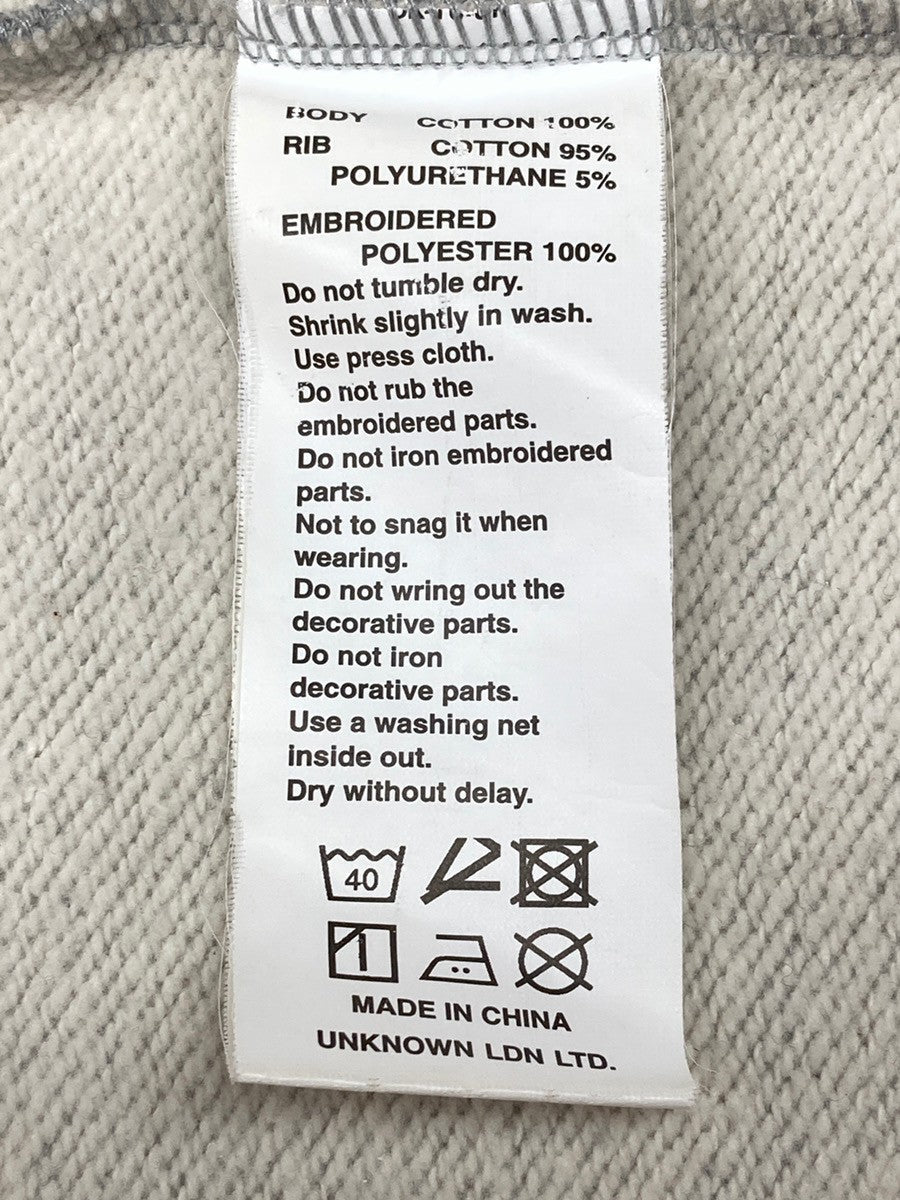 BODY COTTON 100%
RIB COTTON 95%
POLYURETHANE 5%
EMBROIDERED
POLYESTER 100%
Do not tumble dry.
Shrink slightly in wash.
Use press cloth.
Do not rub the
embroidered parts.
Do not iron embroidered
parts.
Not to snag it when
wearing.
Do not wring out the
decorative parts.
Do not iron
decorative parts.
Use a washing net
inside out.
Dry without delay.
40
MADE IN CHINA
UNKNOWN LDN LTD.